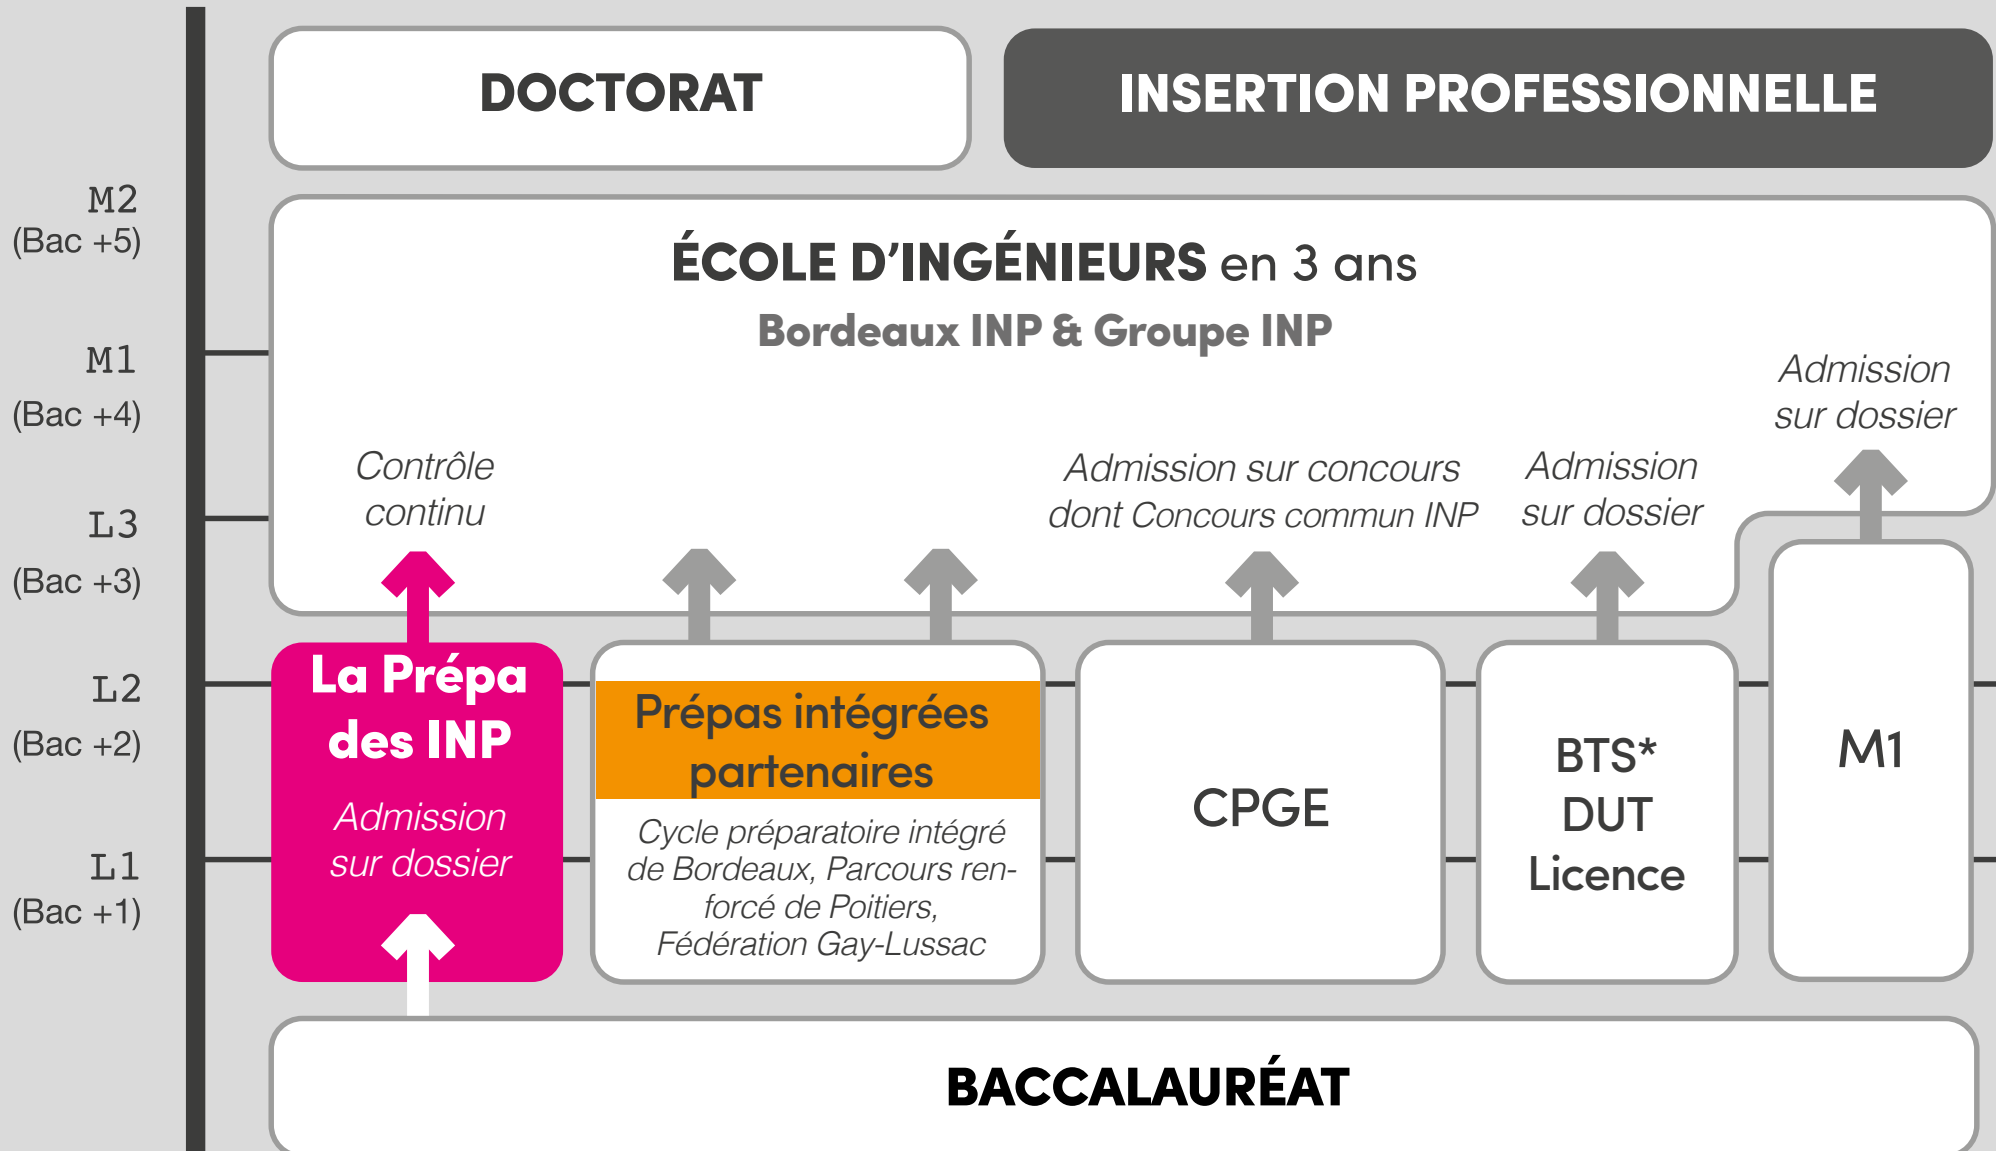 DOCTORAT
INSERTION PROFESSIONNELLE
M2
(Bac +5)
ÉCOLE D'INGÉNIEURS en 3 ans
Bordeaux INP & Groupe INP
M1
(Bac +4)
Admission
sur dossier
Contrôle
continu
Admission sur concours
dont Concours commun INP
Admission
sur dossier
L3
(Bac +3)
L2
(Bac +2)
L1
(Bac +1)
La Prépa
des INP
Admission
sur dossier
Prépas intégrées
partenaires
Cycle préparatoire intégré
de Bordeaux, Parcours ren-
forcé de Poitiers,
Fédération Gay-Lussac
CPGE
BTS*
DUT
Licence
M1
BACCALAURÉAT